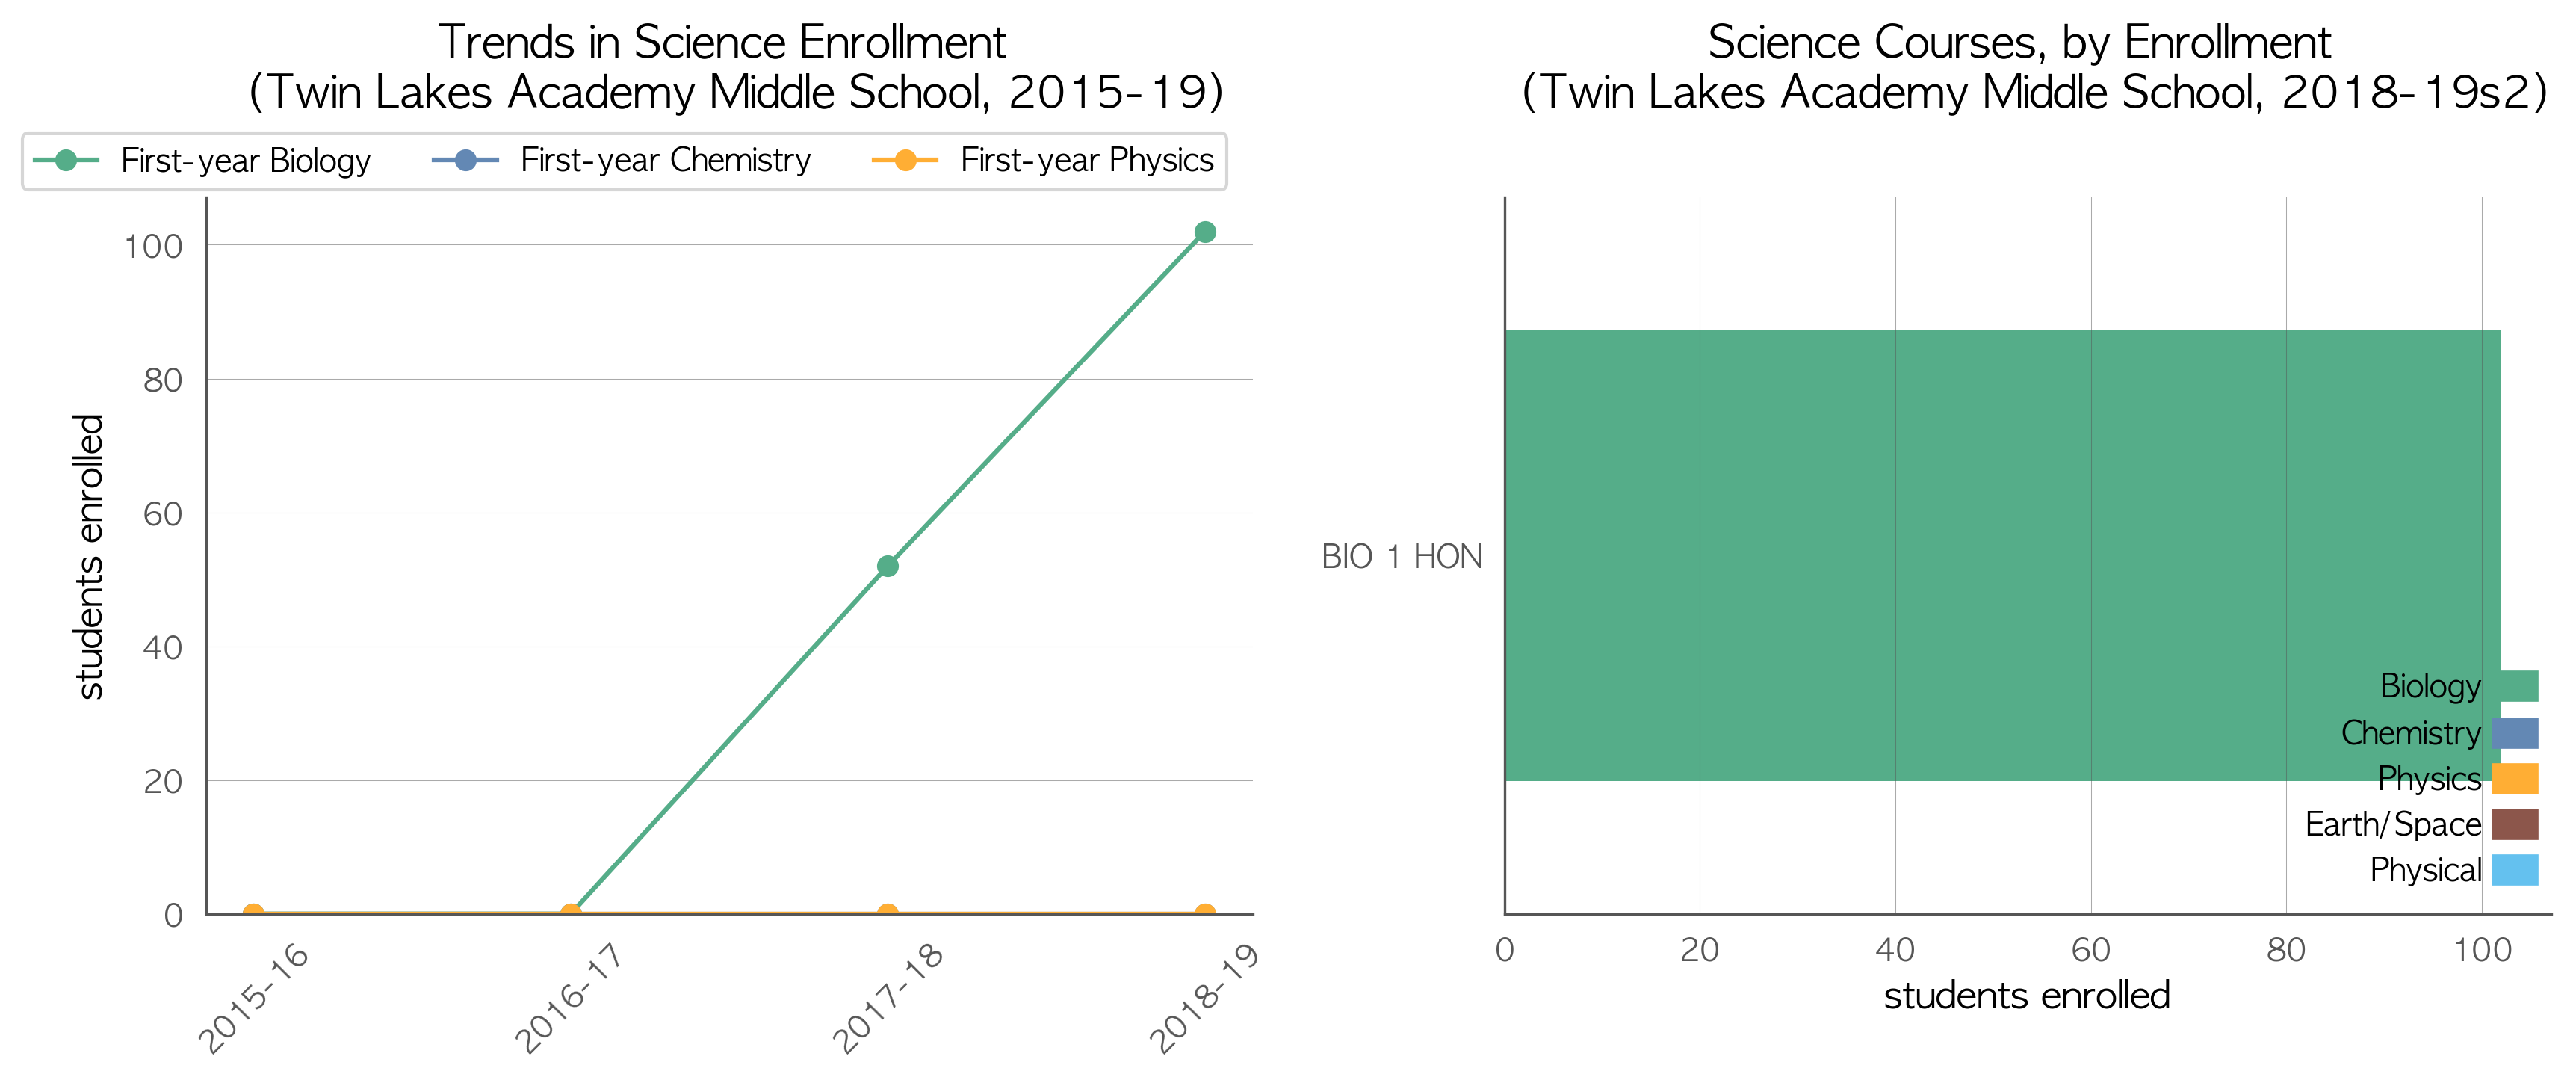 Trends in Science Enrollment
(Twin Lakes Academy Middle School, 2015-19)
First-year Biology
First-year Chemistry
First-year Physics
100
80
60
40
20
0
students enrolled
2015-16
2016-17
2017-18
2018-19
Science Courses, by Enrollment
(Twin Lakes Academy Middle School, 2018-19s2)
BIO 1 HON
Biology
Chemistry
Physics
Earth/Space
Physical
0
20
40
60
80
100
students enrolled